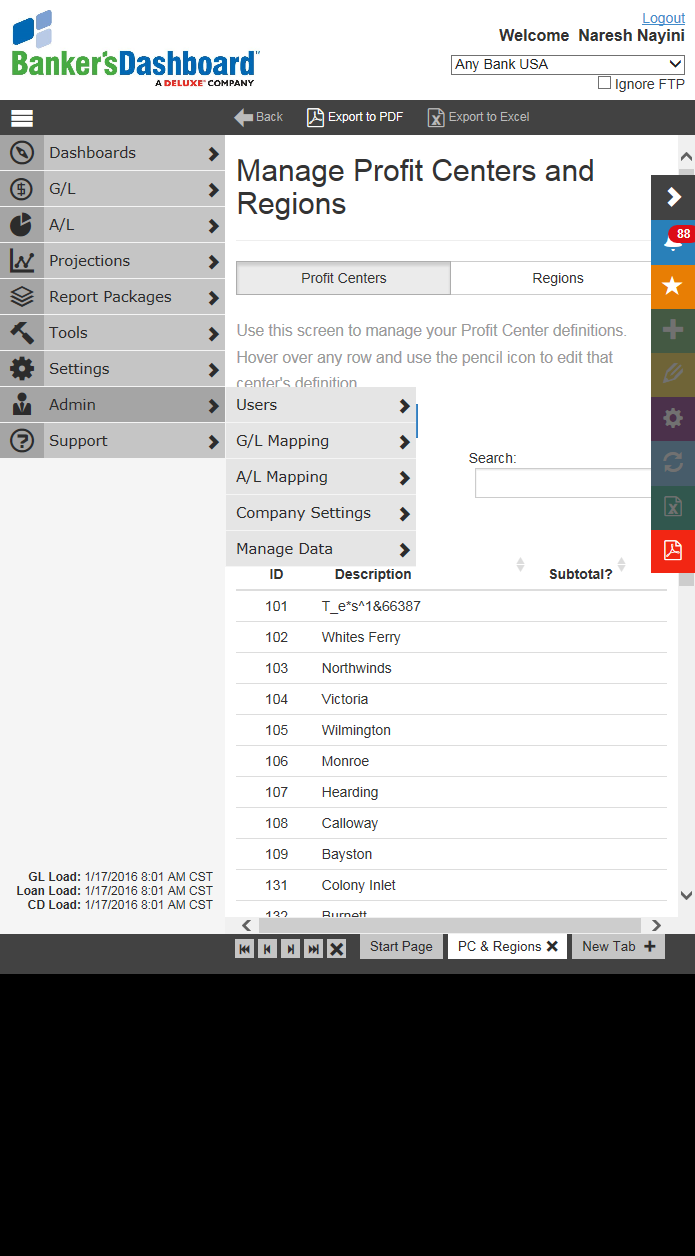 Logout
Welcome Naresh Nayini
Banker'sDashboard
A DELUXE COMPANY
Any Bank USA
Ignore FTP
Back Export to PDF Export to Excel
Dashboards
G/L
A/L
Projections
Report Packages
Tools
Settings
Admin
Support
Manage Profit Centers and
Regions
88
Profit Centers Regions
Use this screen to manage your Profit Center definitions.
Hover over any row and use the pencil icon to edit that
center's definition
Users
G/L Mapping
A/L Mapping
Company Settings
Manage Data
Search:
ID Description Subtotal?
101 T_e*s^1&66387
102 Whites Ferry
103 Northwinds
104 Victoria
105 Wilmington
106 Monroe
107 Hearding
108 Calloway
109 Bayston
131 Colony Inlet
132 Burnett
GL Load: 1/17/2016 8:01 AM CST
Loan Load: 1/17/2016 8:01 AM CST
CD Load: 1/17/2016 8:01 AM CST
Start Page PC & Regions New Tab